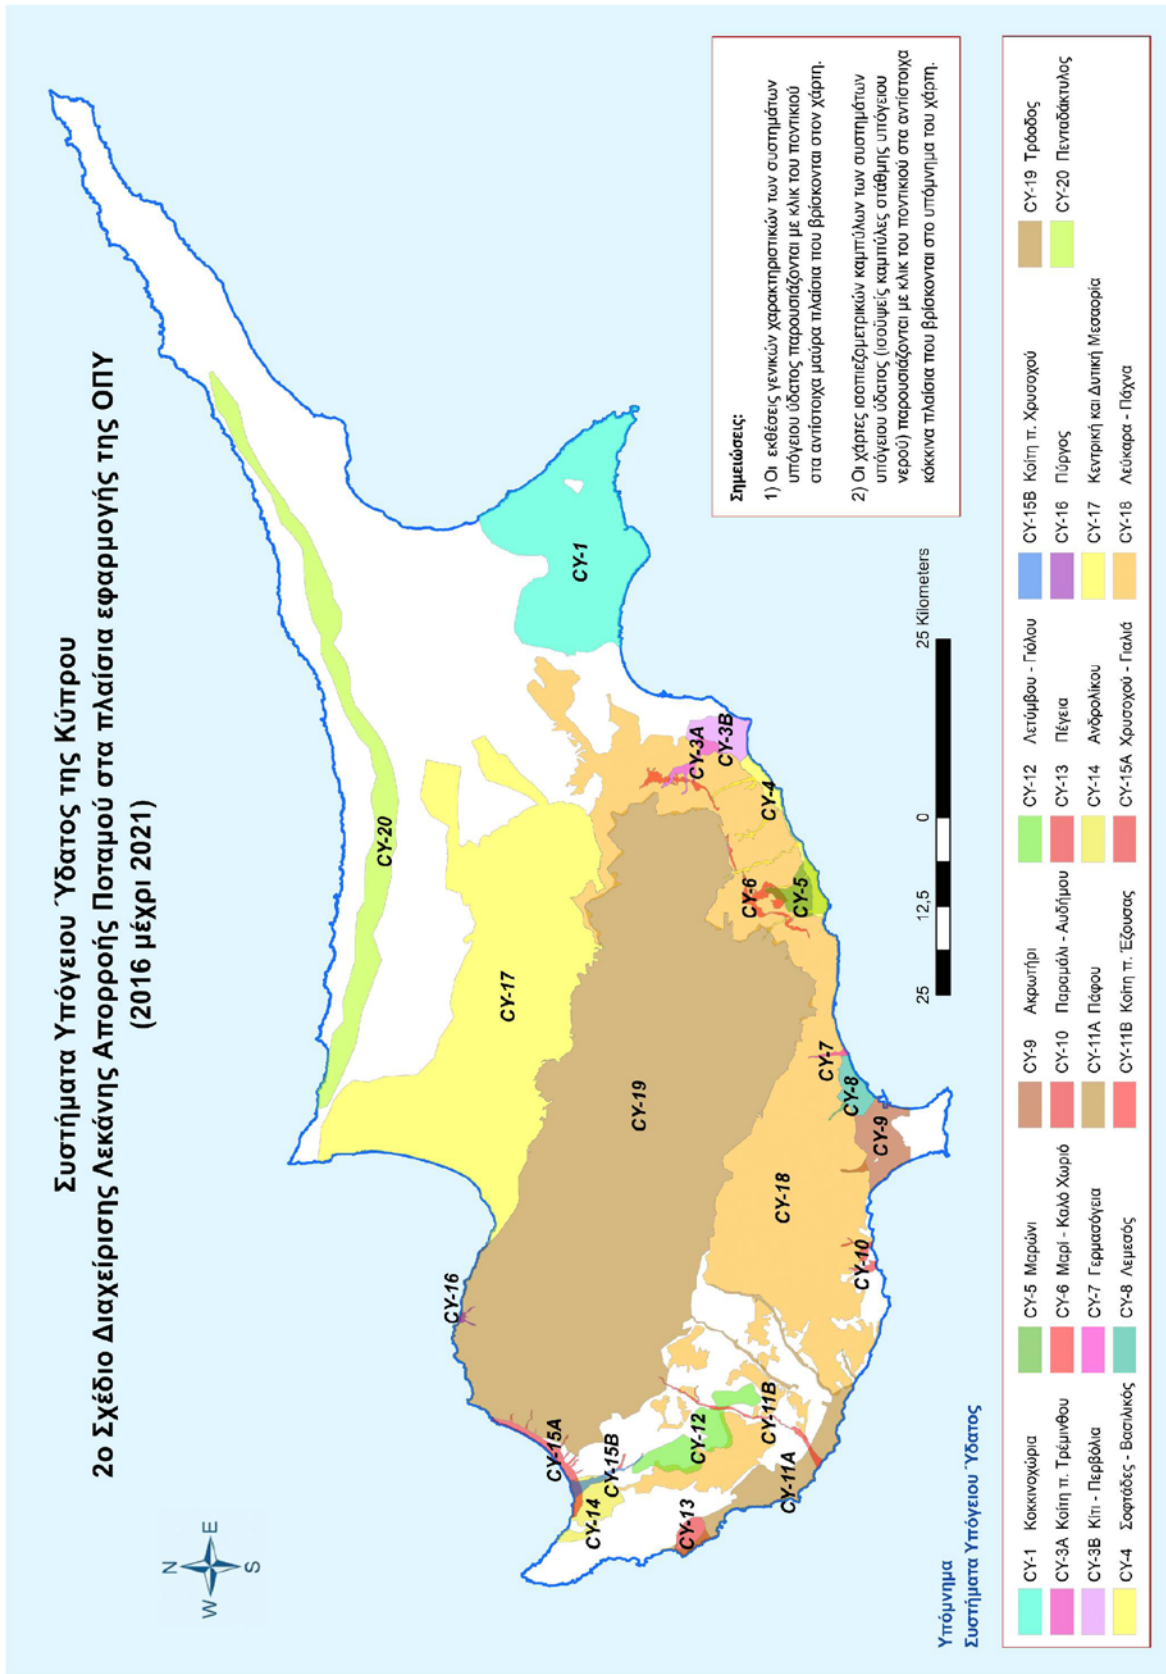 Συστήματα Υπόγειου Ύδατος της Κύπρου
2ο Σχέδιο Διαχείρισης Λεκάνης Απορροής Ποταμού στα πλαίσια εφαρμογής της ΟΠΥ
(2016 μέχρι 2021)
N
W E
S
CY-20
CY-17
CY-1
CY-19
CY-16
CY-15A
CY-15B
CY-14
CY-13
CY-12
CY-11B
CY-11A
CY-18
CY-10
CY-9
CY-8
CY-7
CY-6
CY-5
CY-4
CY-3A
CY-3B
25 12,5 0 25 Kilometers
Σημειώσεις:
1) Οι εκθέσεις γενικών χαρακτηριστικών των συστημάτων
υπόγειου ύδατος παρουσιάζονται με κλικ του ποντικιού
στα αντίστοιχα μαύρα πλαίσια που βρίσκονται στον χάρτη.
2) Οι χάρτες ισοπιεζομετρικών καμπύλων των συστημάτων
υπόγειου ύδατος (ισοϋψείς καμπύλες στάθμης υπόγειου
νερού) παρουσιάζονται με κλικ του ποντικιού στα αντίστοιχα
κόκκινα πλαίσια που βρίσκονται στο υπόμνημα του χάρτη.
Υπόμνημα
Συστήματα Υπόγειου Ύδατος
CY-1 Κοκκινοχώρια
CY-3A Κοίτη π. Τρέμινθου
CY-3B Κίτι - Περβόλια
CY-4 Σοφτάδες - Βασιλικός
CY-5 Μαρώνι
CY-6 Μαρί - Καλό Χωριό
CY-7 Γερμασόγεια
CY-8 Λεμεσός
CY-9 Ακρωτήρι
CY-10 Παραμάλι - Αυδήμου
CY-11A Πάφου
CY-11B Κοίτη π. Έζουσας
CY-12 Λετύμβου - Γιόλου
CY-13 Πέγεια
CY-14 Ανδρολίκου
CY-15A Χρυσοχού - Γιαλιά
CY-15B Κοίτη π. Χρυσοχού
CY-16 Πύργος
CY-17 Κεντρική και Δυτική Μεσαορία
CY-18 Λεύκαρα - Πάχνα
CY-19 Τρόοδος
CY-20 Πενταδάκτυλος